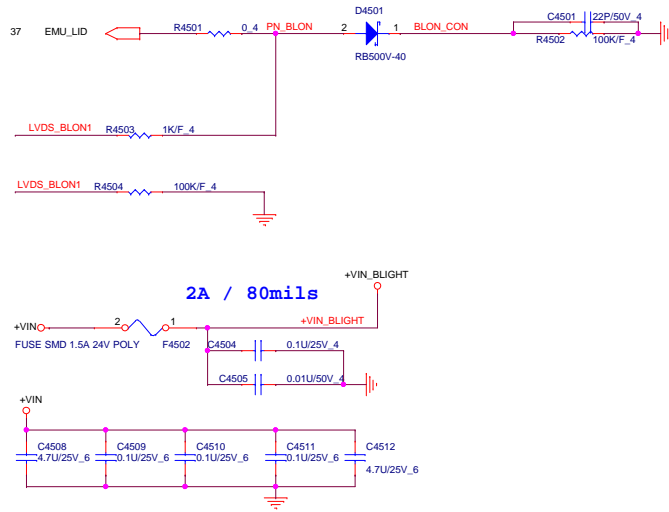 D4501
37 EMU_LID R4501 0_4 PN_BLON 2 1 BLON_CON C4501 22P/50V_4
RB500V-40 R4502 100K/F_4
LVDS_BLON1 R4503 1K/F_4
LVDS_BLON1 R4504 100K/F_4
+VIN_BLIGHT
2A / 80mils
+VIN 2 1 +VIN_BLIGHT
FUSE SMD 1.5A 24V POLY F4502 C4504 0.1U/25V_4
C4505 0.01U/50V_4
+VIN
C4508 C4509 C4510 C4511 C4512
4.7U/25V_6 0.1U/25V_6 0.1U/25V_6 0.1U/25V_6 4.7U/25V_6